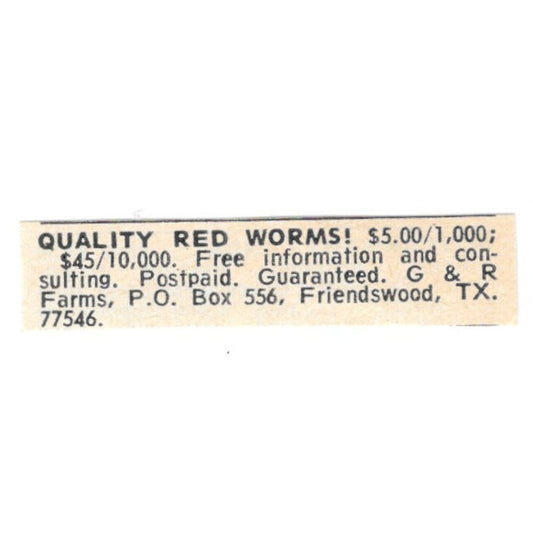 QUALITY RED WORMS! $5.00/1,000;
$45/10,000. Free information and con-
sulting. Postpaid. Guaranteed. G & R
Farms, P.O. Box 556, Friendswood, TX.
77546.